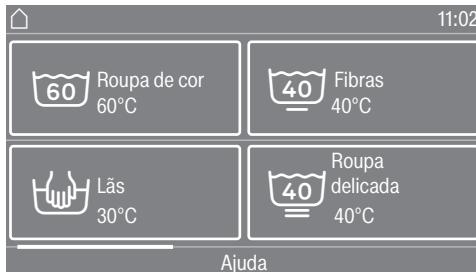 11:02
60
Roupa de cor
60°C
40
Fibras
40°C
Lãs
30°C
40
Roupa
delicada
40°C
Ajuda